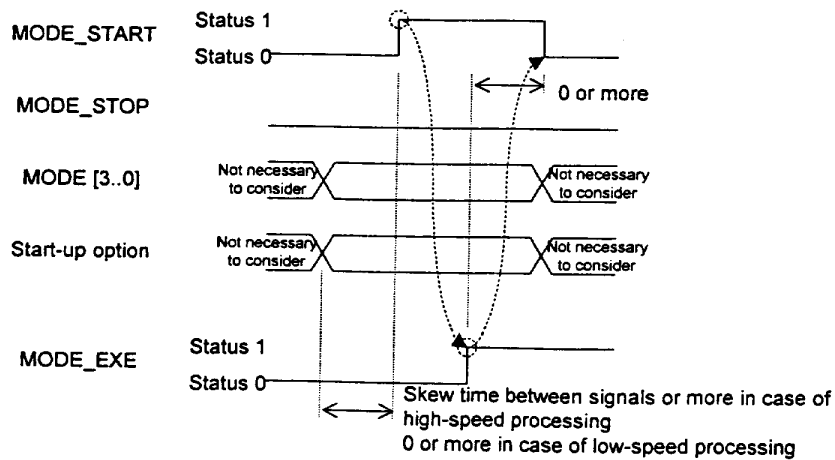 MODE_START
Status 1
Status 0
0 or more
MODE_STOP
MODE [3..0]
Not necessary
to consider
Not necessary
to consider
Start-up option
Not necessary
to consider
Not necessary
to consider
MODE_EXE
Status 1
Status 0
Skew time between signals or more in case of
high-speed processing
0 or more in case of low-speed processing